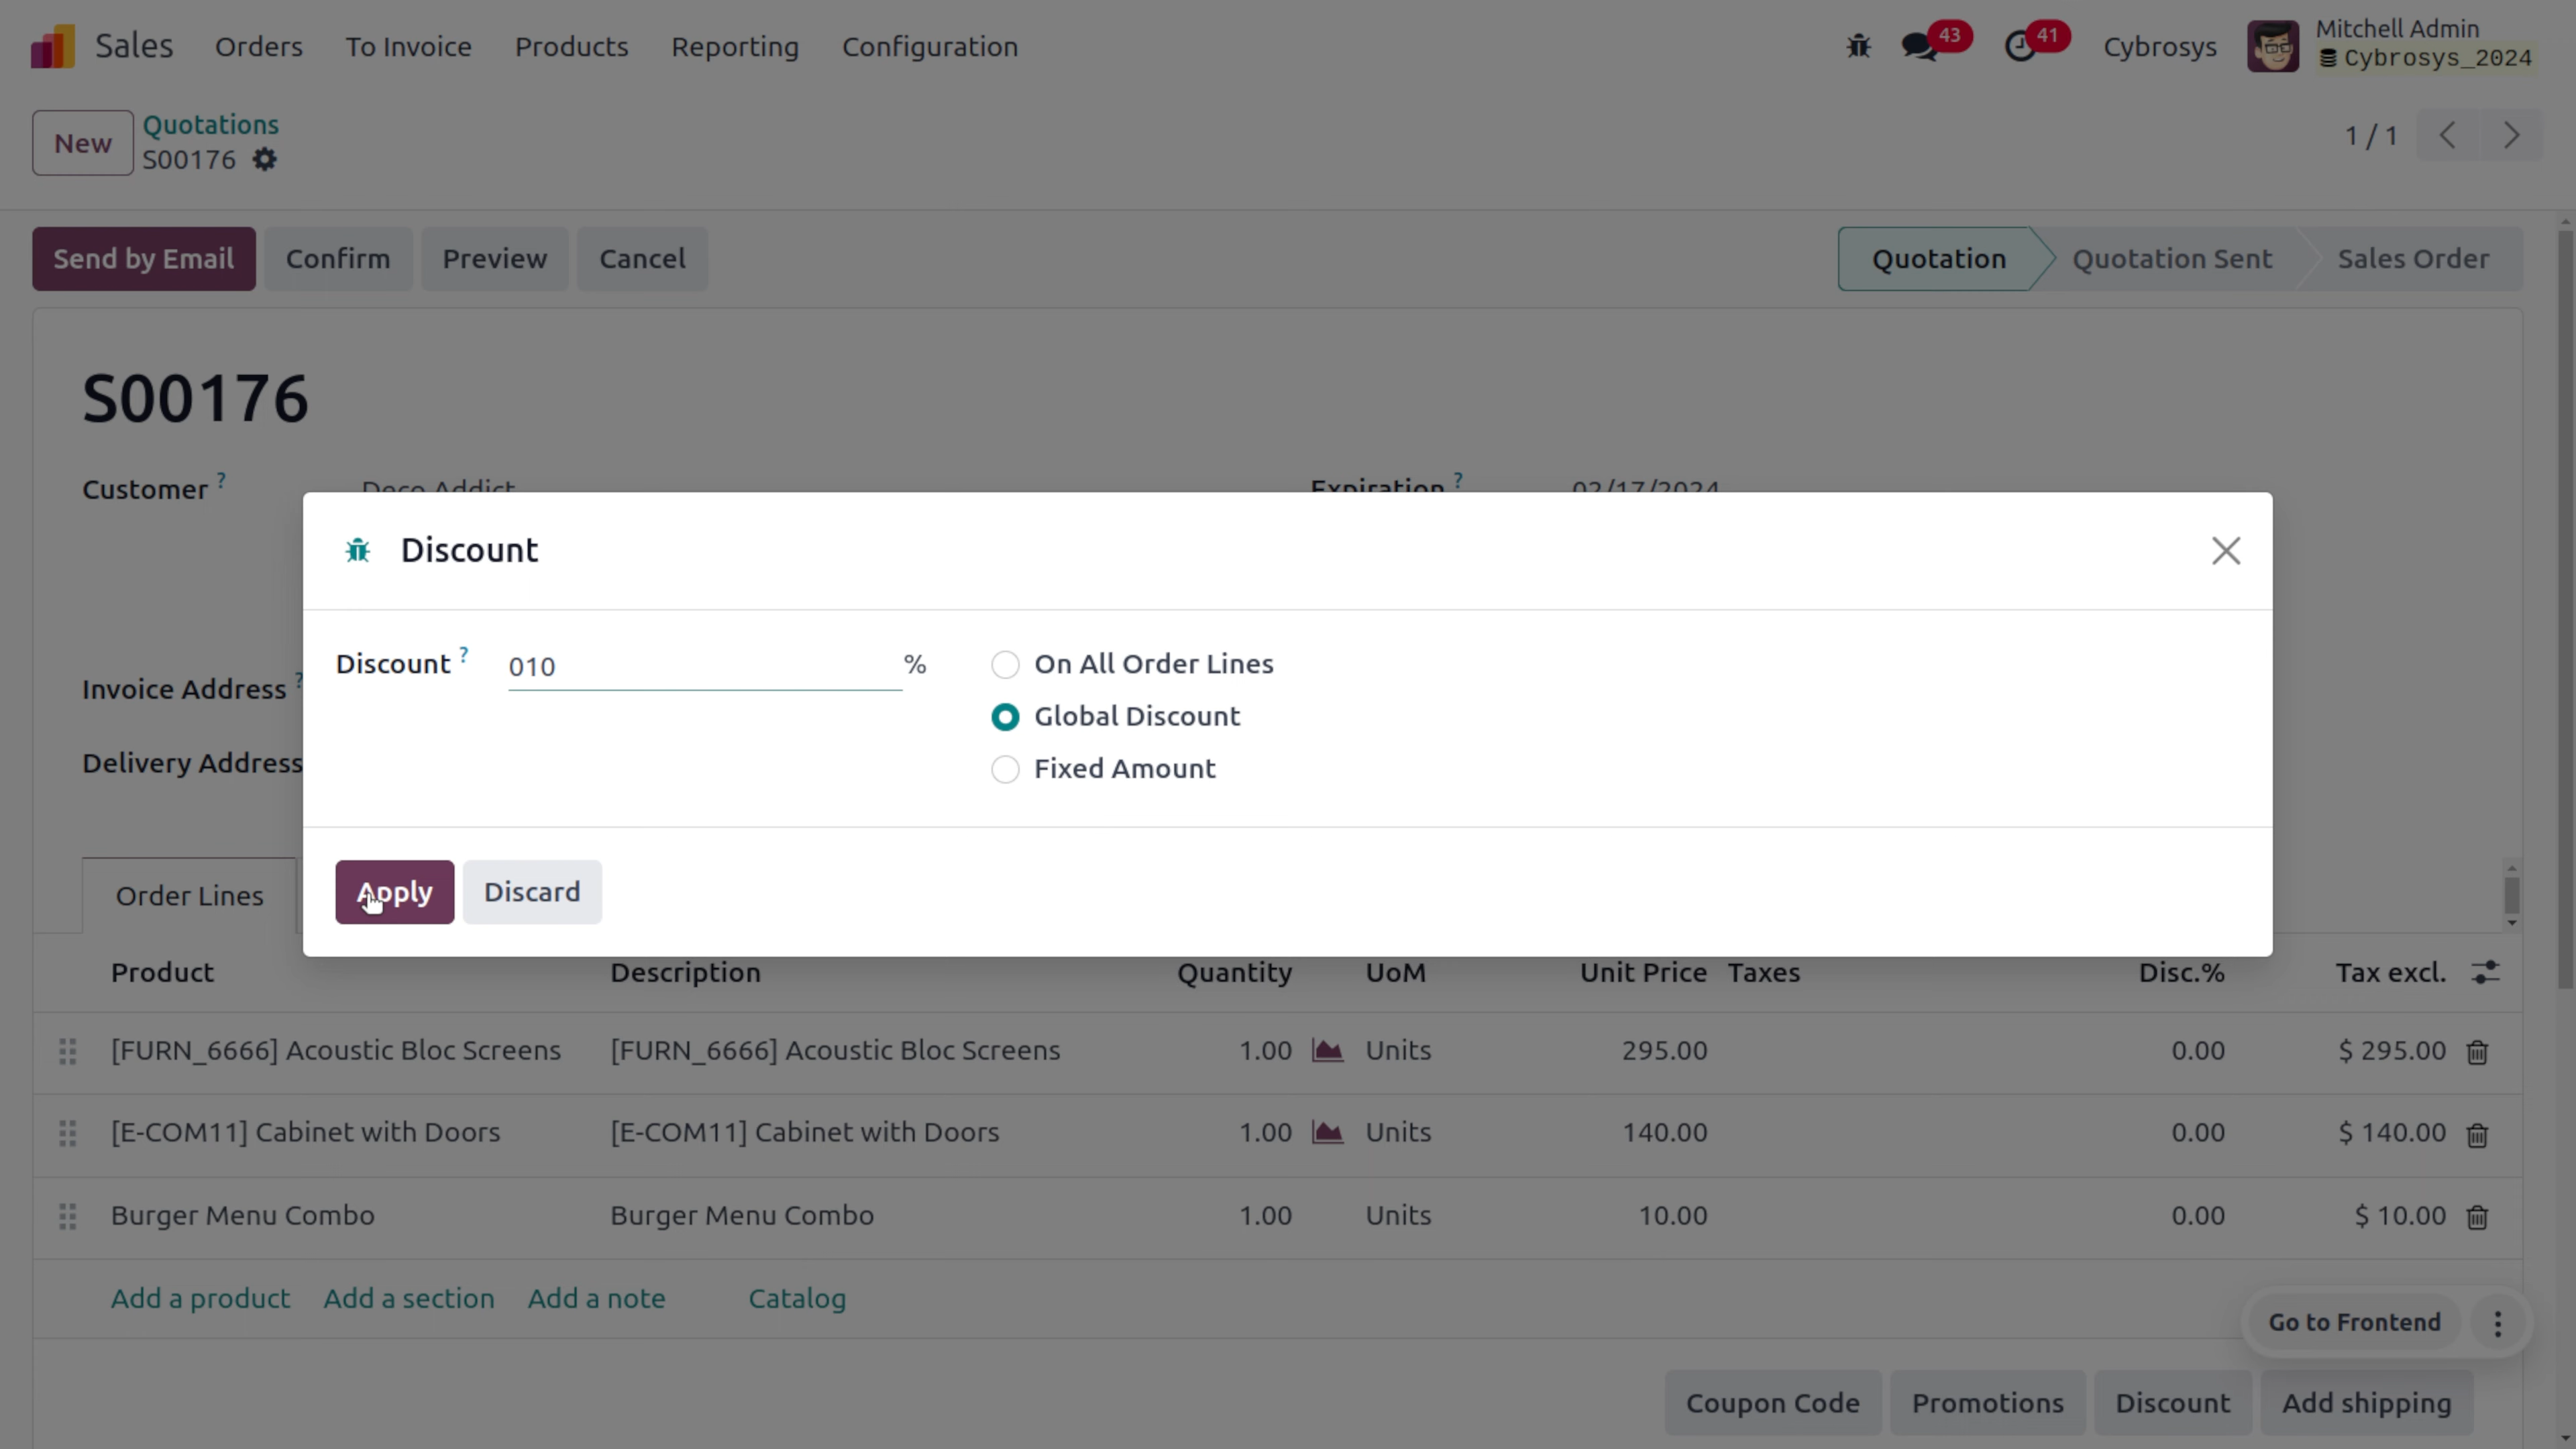 Sales Orders To Invoice Products Reporting Configuration 43 41 Cybrosys Mitchell Admin
Cybrosys_2024
New Quotations
S00176
1 / 1
Send by Email Confirm Preview Cancel Quotation Quotation Sent Sales Order
S00176
Customer ? Deco Addict Expiration ? 02/17/2024
Discount
Discount ? 010 % On All Order Lines
Invoice Address ? Global Discount
Delivery Address Fixed Amount
Order Lines Apply Discard
Product Description Quantity UoM Unit Price Taxes Disc.% Tax excl.
[FURN_6666] Acoustic Bloc Screens [FURN_6666] Acoustic Bloc Screens 1.00 Units 295.00 0.00 $ 295.00
[E-COM11] Cabinet with Doors [E-COM11] Cabinet with Doors 1.00 Units 140.00 0.00 $ 140.00
Burger Menu Combo Burger Menu Combo 1.00 Units 10.00 0.00 $ 10.00
Add a product Add a section Add a note Catalog
Go to Frontend
Coupon Code Promotions Discount Add shipping